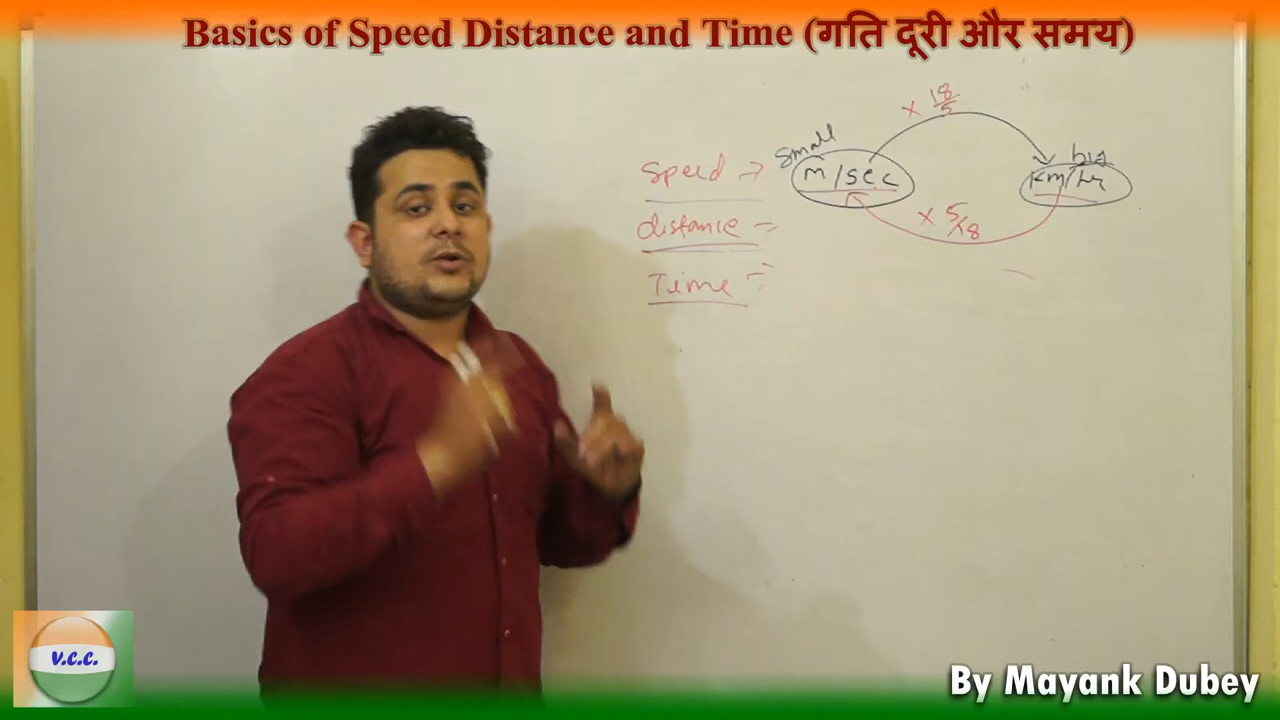 Basics of Speed Distance and Time (गति दूरी और समय)
× 18/5
small
big
Speed → m/sec
Km/hr
× 5/18
distance →
Time →
V.C.C.
By Mayank Dubey